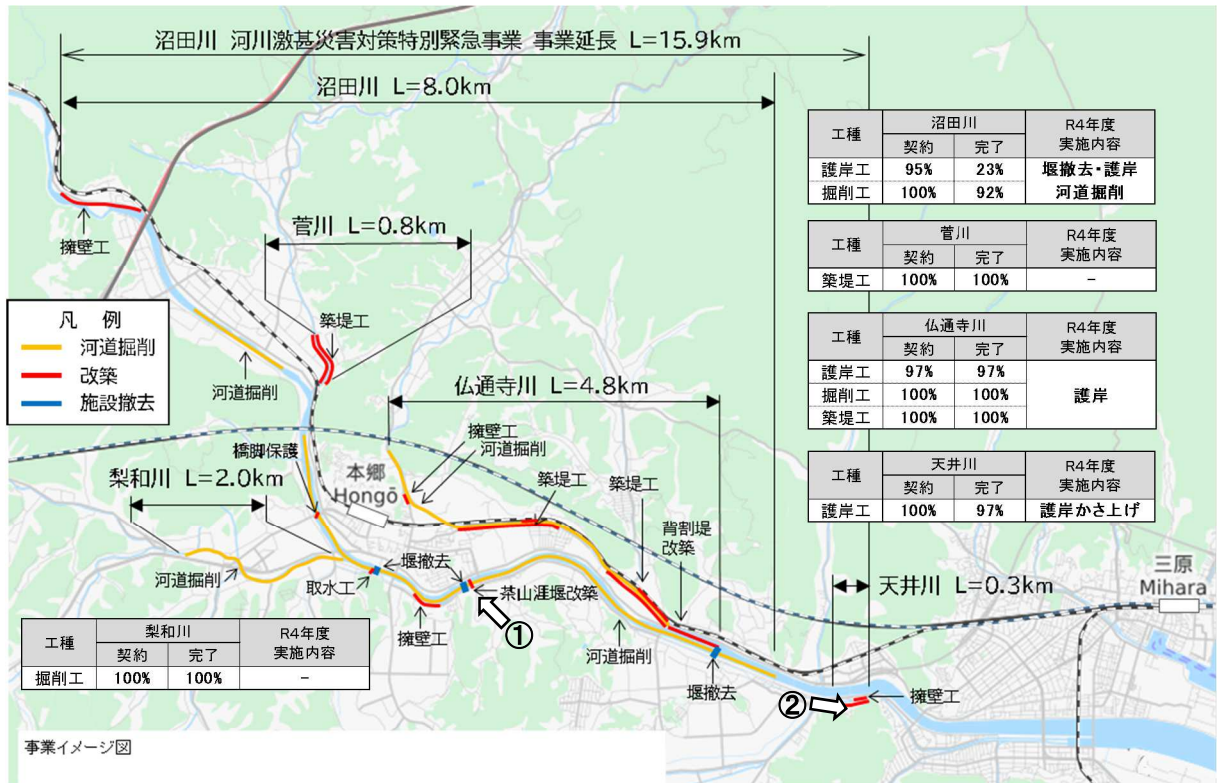 沼田川 河川激甚災害対策特別緊急事業 事業延長 L=15.9km
沼田川 L=8.0km
工種 沼田川 R4年度実施内容
契約 完了
護岸工 95% 23% 堰撤去・護岸
掘削工 100% 92% 河道掘削
擁壁工
菅川 L=0.8km
工種 菅川 R4年度実施内容
契約 完了
築堤工 100% 100% －
凡 例
河道掘削
改築
施設撤去
築堤工
河道掘削
工種 仏通寺川 R4年度実施内容
契約 完了
護岸工 97% 97% 護岸
掘削工 100% 100%
築堤工 100% 100%
仏通寺川 L=4.8km
擁壁工
河道掘削
橋脚保護
本郷
Hongō
梨和川 L=2.0km
築堤工
築堤工
工種 天井川 R4年度実施内容
契約 完了
護岸工 100% 97% 護岸かさ上げ
背割堤
改築
三原
Mihara
天井川 L=0.3km
河道掘削
取水工
堰撤去
茶山涯堰改築
①
擁壁工
河道掘削
堰撤去
②
擁壁工
工種 梨和川 R4年度実施内容
契約 完了
掘削工 100% 100% －
事業イメージ図